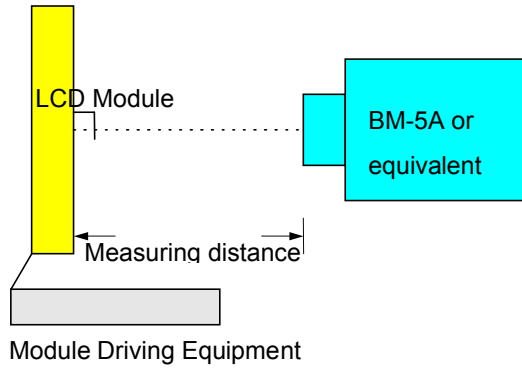 LCD Module
BM-5A or
equivalent
Measuring distance
Module Driving Equipment